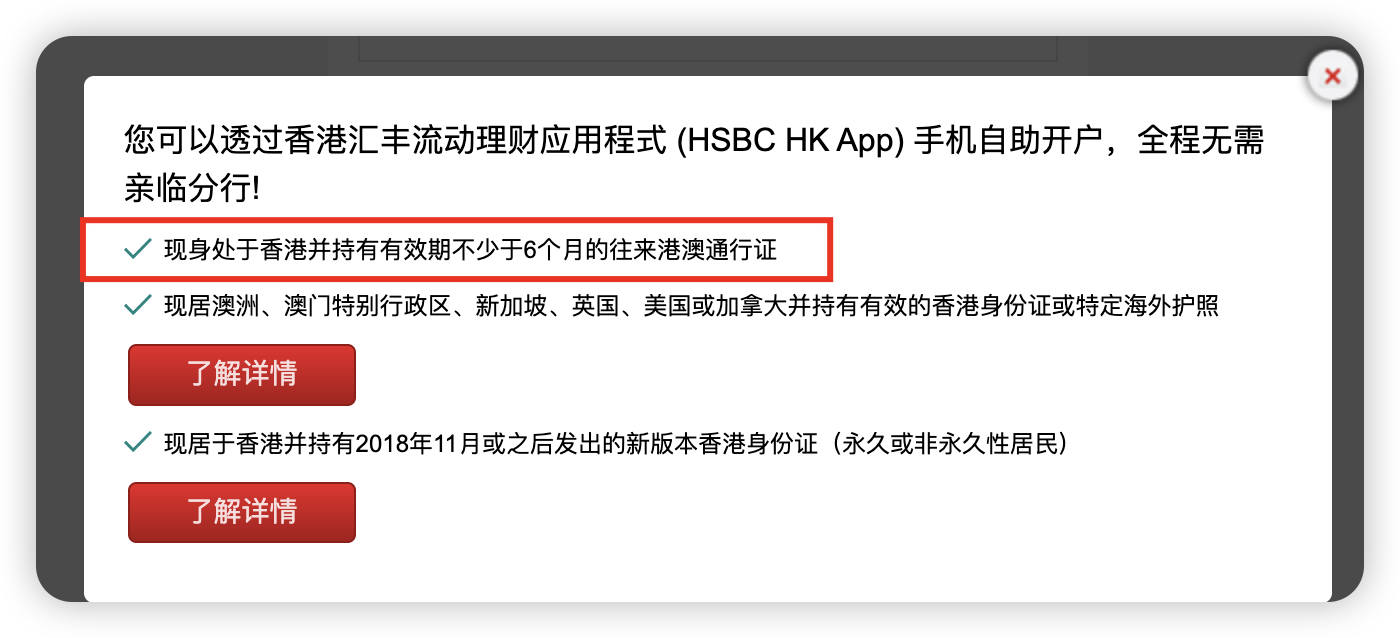 您可以透过香港汇丰流动理财应用程式 (HSBC HK App) 手机自助开户，全程无需
亲临分行!
现身处于香港并持有有效期不少于6个月的往来港澳通行证
现居澳洲、澳门特别行政区、新加坡、英国、美国或加拿大并持有有效的香港身份证或特定海外护照
了解详情
现居于香港并持有2018年11月或之后发出的新版本香港身份证（永久或非永久性居民）
了解详情